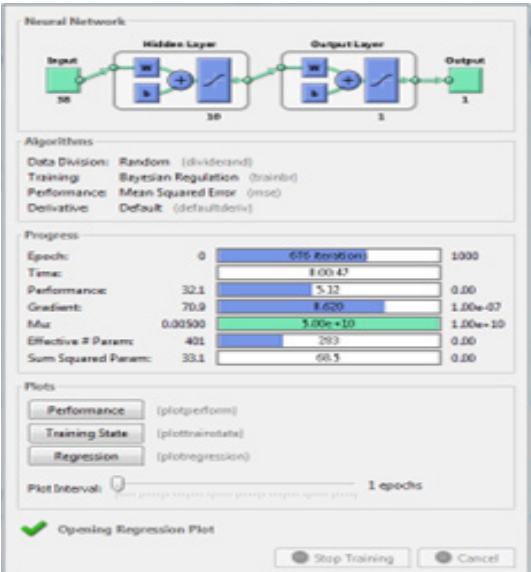 Neural Network
Hidden Layer
Output Layer
Input
Output
W
b
W
b
38
10
1
1
Algorithms
Data Division: Random (dividerand)
Training: Bayesian Regulation (trainbr)
Performance: Mean Squared Error (mse)
Derivative: Default (defaultderiv)
Progress
Epoch: 0 676 iterations 1000
Time: 0:00:47
Performance: 32.1 5.12 0.00
Gradient: 70.9 8.620 1.00e-07
Mu: 0.00500 5.00e+10 1.00e+10
Effective # Param: 401 283 0.00
Sum Squared Param: 33.1 68.5 0.00
Plots
Performance (plotperform)
Training State (plottrainstate)
Regression (plotregression)
Plot Interval: 1 epochs
Opening Regression Plot
Stop Training Cancel